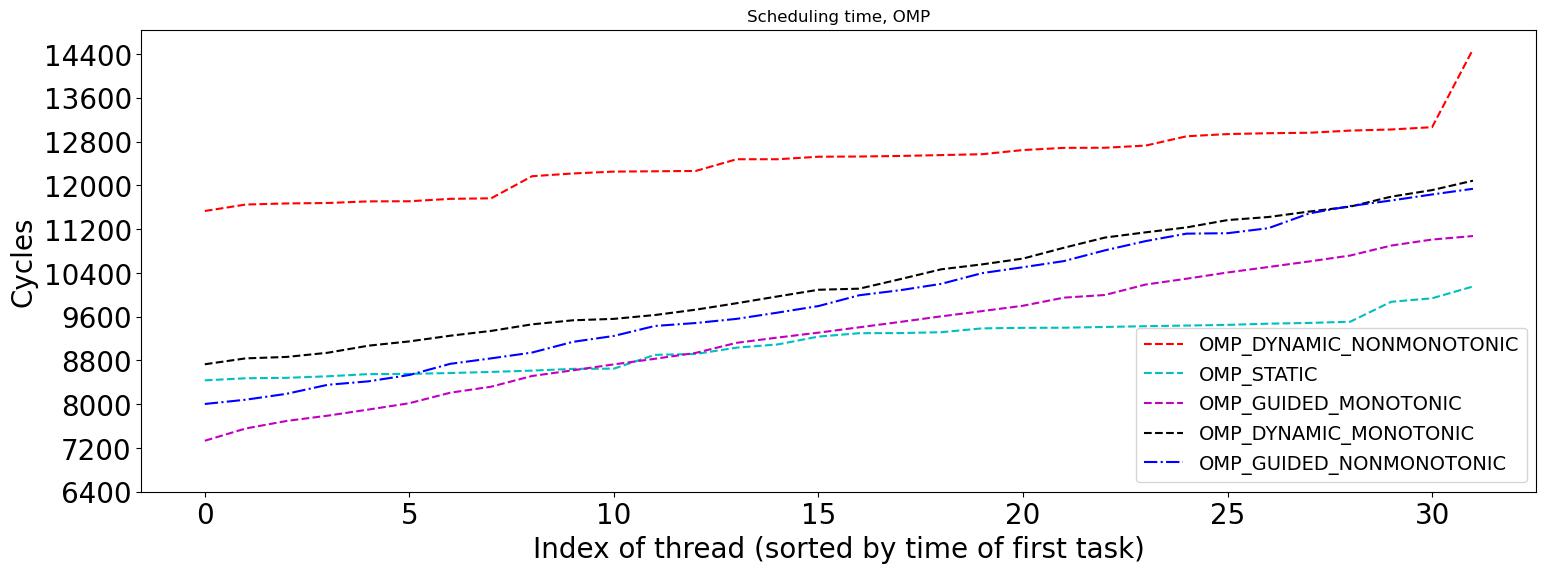 Scheduling time, OMP
Cycles
14400
13600
12800
12000
11200
10400
9600
8800
8000
7200
6400
OMP_DYNAMIC_NONMONOTONIC
OMP_STATIC
OMP_GUIDED_MONOTONIC
OMP_DYNAMIC_MONOTONIC
OMP_GUIDED_NONMONOTONIC
0 5 10 15 20 25 30
Index of thread (sorted by time of first task)